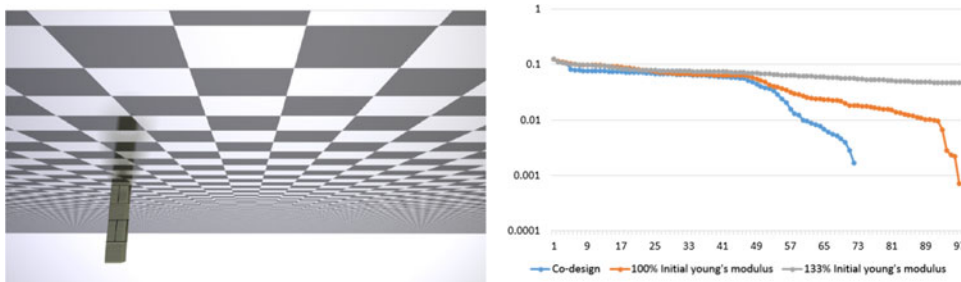 1
0.1
0.01
0.001
0.0001
1 9 17 25 33 41 49 57 65 73 81 89
Co-design 100% Initial young's modulus 133% Initial young's modulus